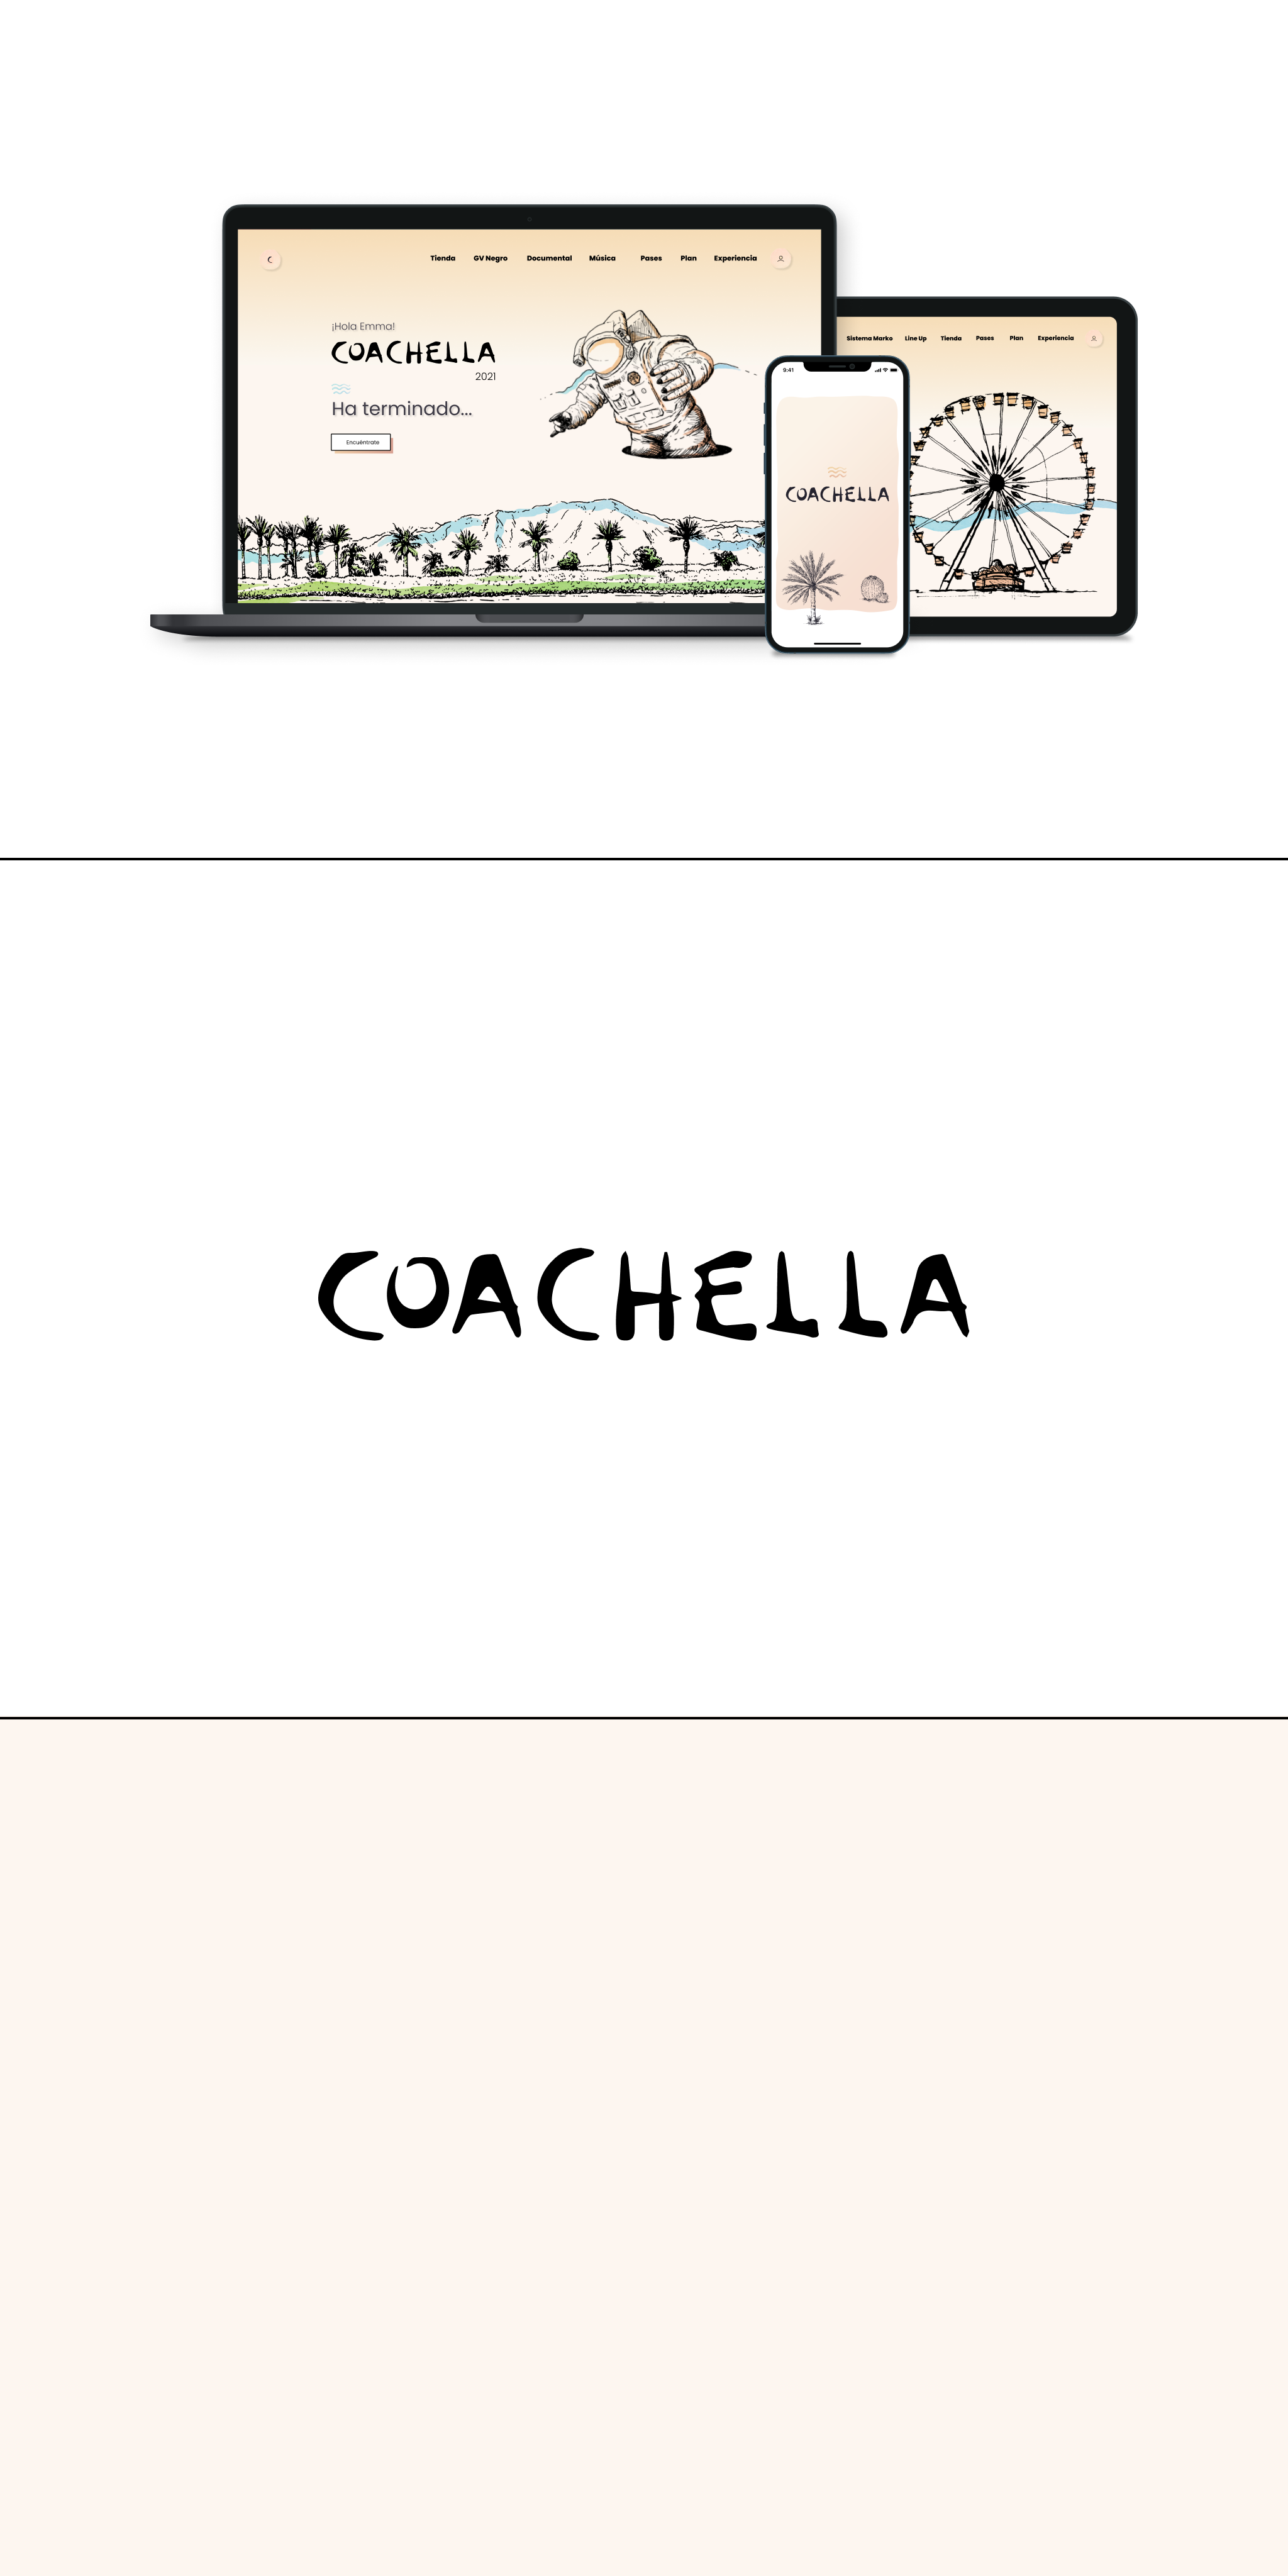 Tienda GV Negro Documental Música Pases Plan Experiencia
¡Hola Emma!
COACHELLA
2021
Ha terminado...
Encuéntrate
Sistema Marko Line Up Tienda Pases Plan Experiencia
9:41
COACHELLA
COACHELLA